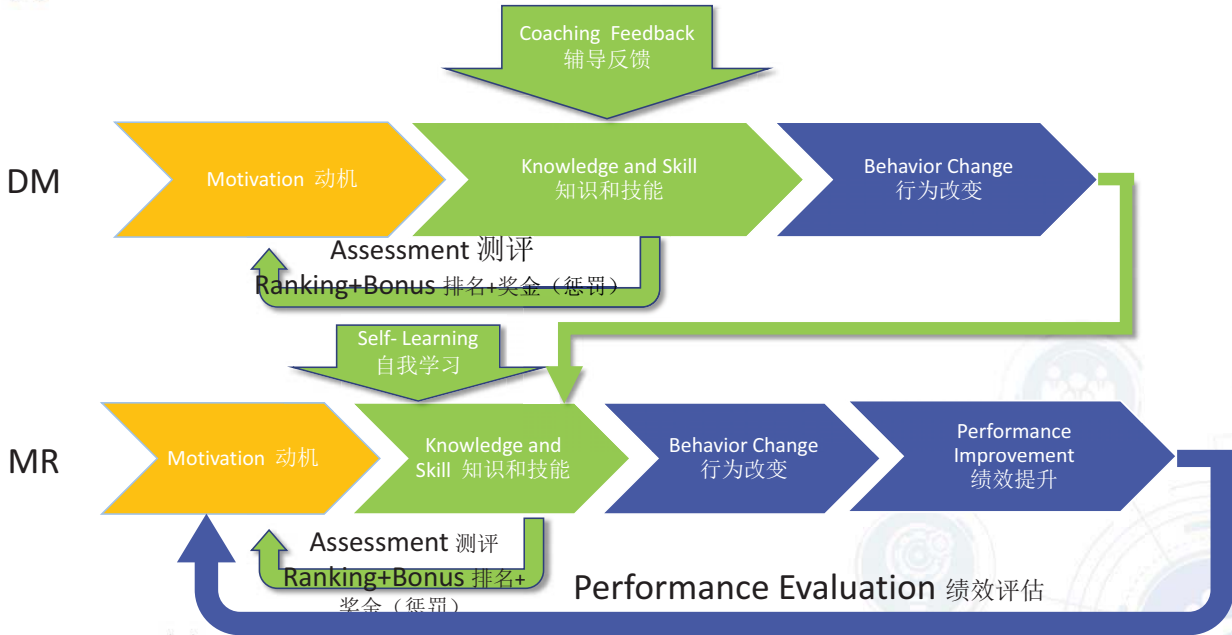 Coaching Feedback
辅导反馈
DM
Motivation 动机
Knowledge and Skill
知识和技能
Behavior Change
行为改变
Assessment 测评
Ranking+Bonus 排名+奖金（惩罚）
Self- Learning
自我学习
MR
Motivation 动机
Knowledge and
Skill 知识和技能
Behavior Change
行为改变
Performance
Improvement
绩效提升
Assessment 测评
Ranking+Bonus 排名+
奖金（惩罚）
Performance Evaluation 绩效评估